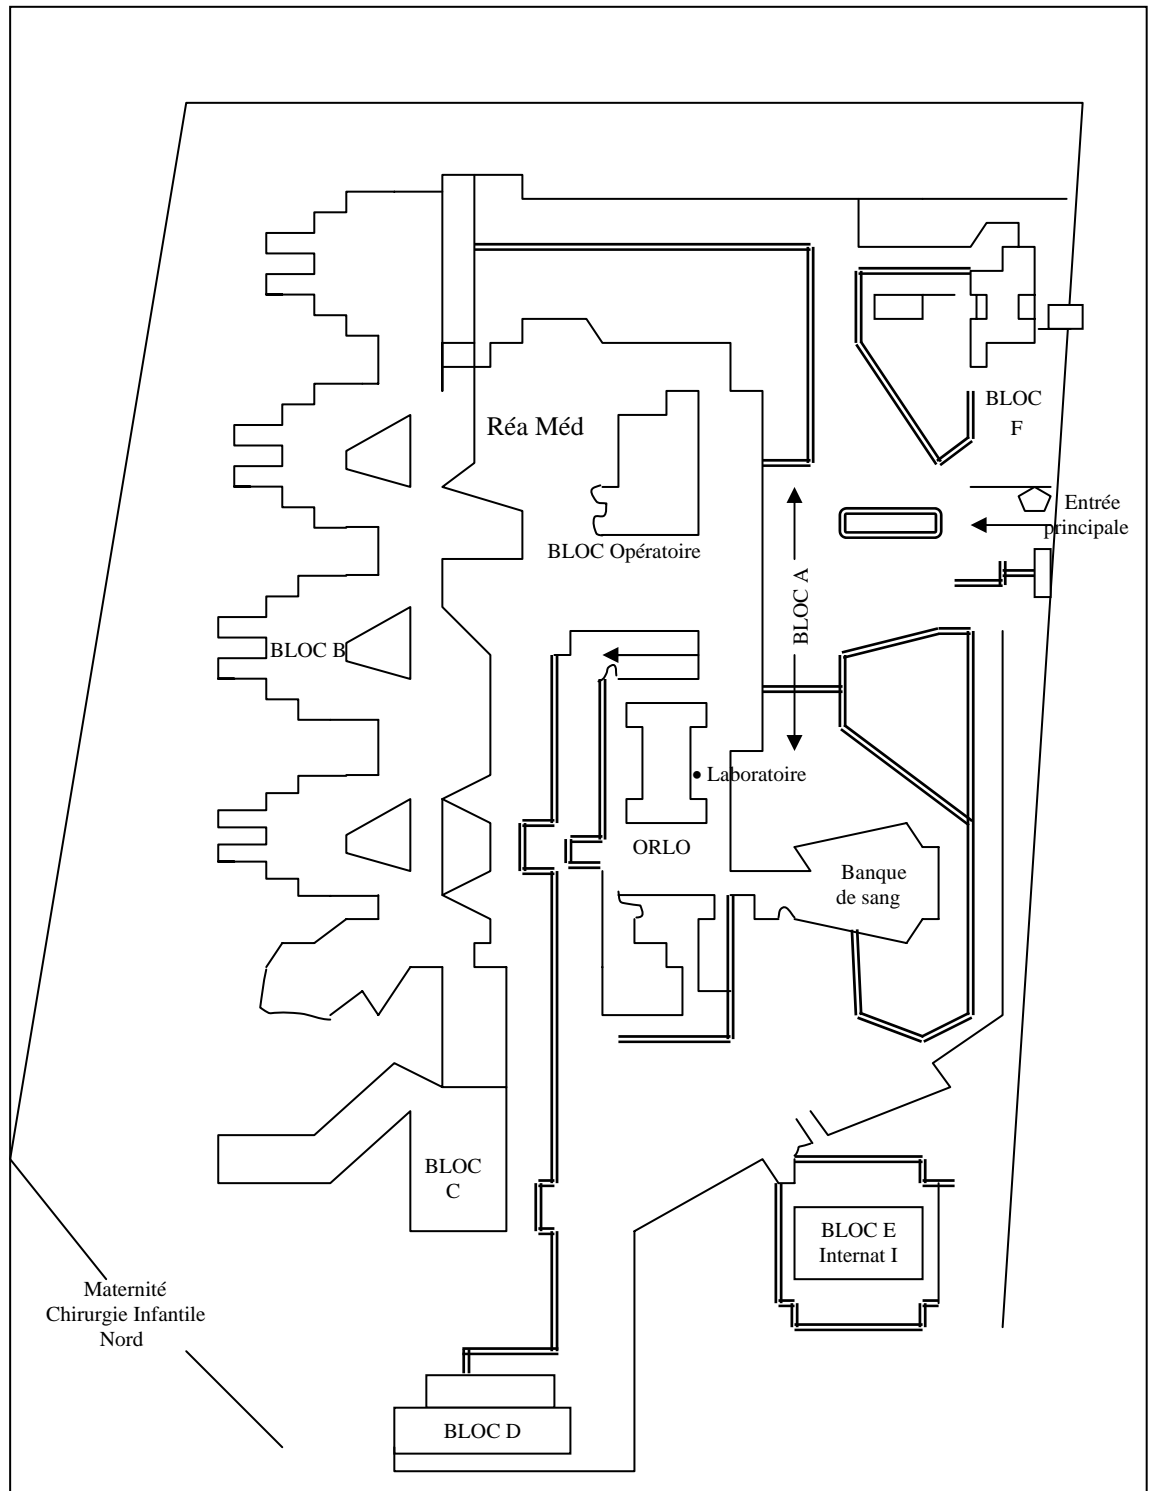 BLOC
F
Réa Méd
Entrée
principale
BLOC Opératoire
BLOC A
BLOC B
Laboratoire
ORLO
Banque
de sang
BLOC
C
BLOC E
Internat I
Maternité
Chirurgie Infantile
Nord
BLOC D